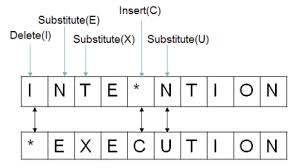 Insert(C)
Substitute(E)
Delete(I) Substitute(X) Substitute(U)
I N T E * N T I O N
* E X E C U T I O N